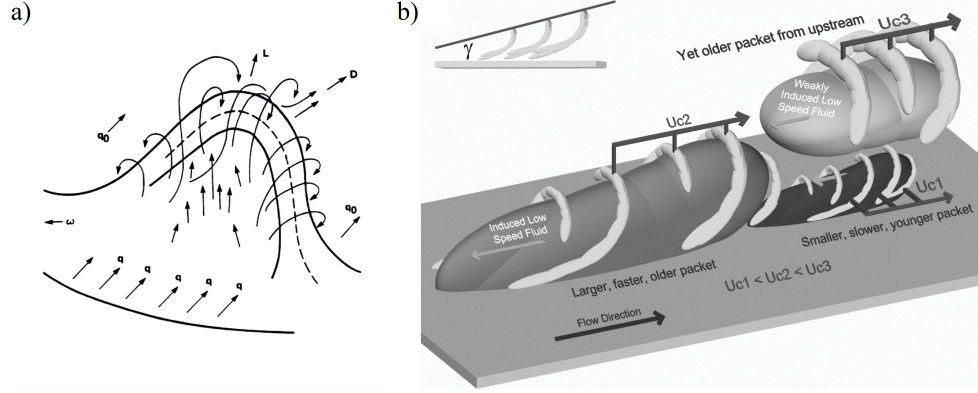 a)
L
D
q₀
q₀
ω
q
q
q
q
q
b)
γ
Yet older packet from upstream
Uc3
Weakly
Induced Low
Speed Fluid
Uc2
Uc1
Induced Low
Speed Fluid
Smaller, slower, younger packet
Larger, faster, older packet
Uc1 < Uc2 < Uc3
Flow Direction